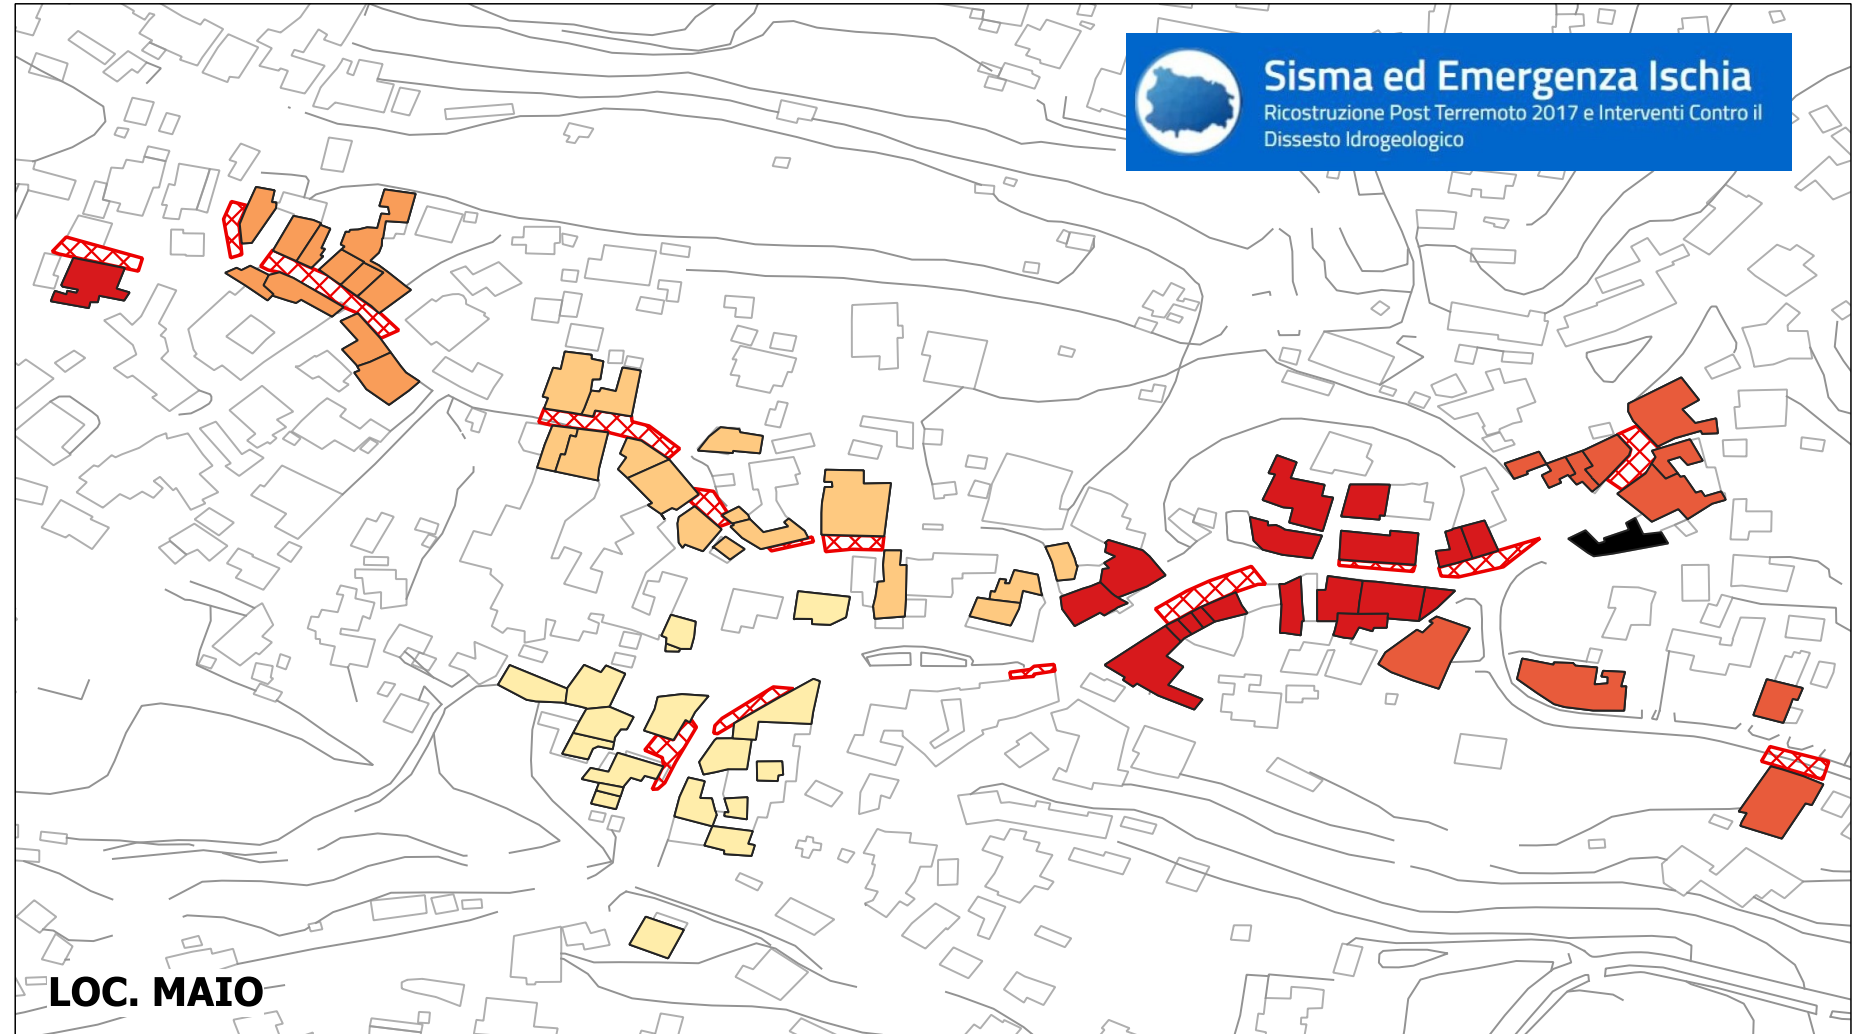 Sisma ed Emergenza Ischia
Ricostruzione Post Terremoto 2017 e Interventi Contro il
Dissesto Idrogeologico
LOC. MAIO